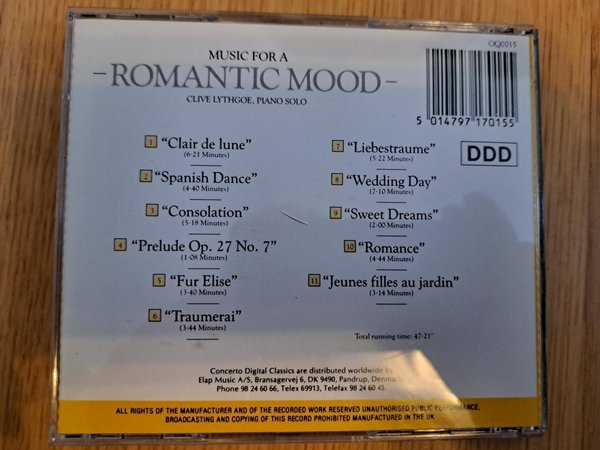 OQ0015
MUSIC FOR A
-ROMANTIC MOOD-
CLIVE LYTHGOE, PIANO SOLO
5 014797 170155
DDD
1 "Clair de lune"
(6-21 Minutes)
2 "Spanish Dance"
(4-40 Minutes)
3 "Consolation"
(5-18 Minutes)
4 "Prelude Op. 27 No. 7"
(1-08 Minutes)
5 "Fur Elise"
(3-40 Minutes)
6 "Traumerai"
(3-44 Minutes)
7 "Liebestraume"
(5-22 Minutes)
8 "Wedding Day"
(7-10 Minutes)
9 "Sweet Dreams"
(2-00 Minutes)
10 "Romance"
(4-44 Minutes)
11 "Jeunes filles au jardin"
(3-14 Minutes)
Total running time: 47-21"
Concerto Digital Classics are distributed worldwide by
Elap Music A/S, Bransagervej 6, DK 9490, Pandrup, Denmark.
Phone 98 24 60 66, Telex 69913, Telefax 98 24 60 45.
ALL RIGHTS OF THE MANUFACTURER AND OF THE RECORDED WORK RESERVED UNAUTHORISED PUBLIC PERFORMANCE,
BROADCASTING AND COPYING OF THIS RECORD PROHIBITED MANUFACTURED IN THE UK